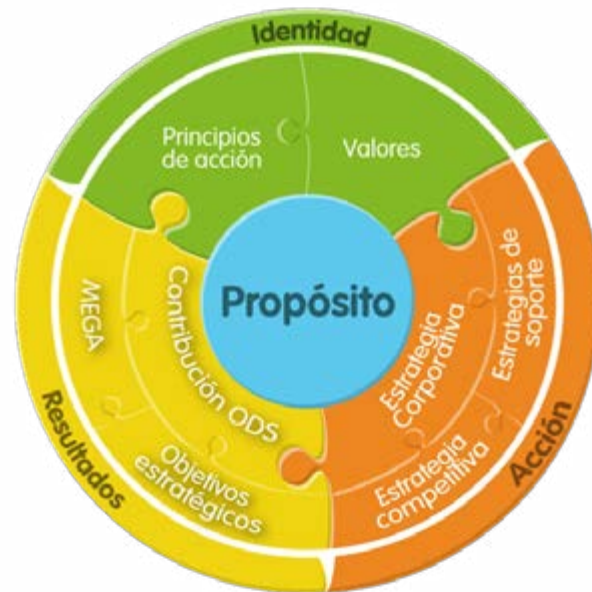 Identidad
Principios
de acción
Valores
Propósito
Estrategia
Corporativa
Estrategias de
soporte
Estrategia
competitiva
Acción
MEGA
Contribución ODS
Objetivos
estratégicos
Resultados